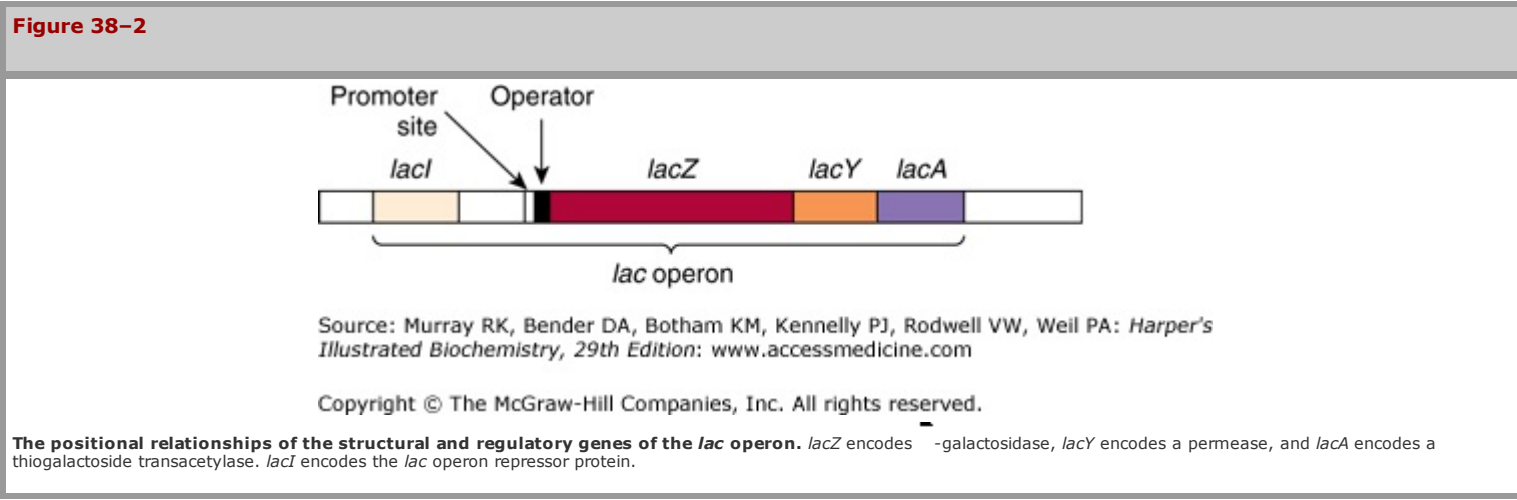 Figure 38–2
Promoter
site
Operator
lacI
lacZ
lacY
lacA
lac operon
Source: Murray RK, Bender DA, Botham KM, Kennelly PJ, Rodwell VW, Weil PA: Harper's
Illustrated Biochemistry, 29th Edition: www.accessmedicine.com
Copyright © The McGraw-Hill Companies, Inc. All rights reserved.
The positional relationships of the structural and regulatory genes of the lac operon. lacZ encodes -galactosidase, lacY encodes a permease, and lacA encodes a
thiogalactoside transacetylase. lacI encodes the lac operon repressor protein.